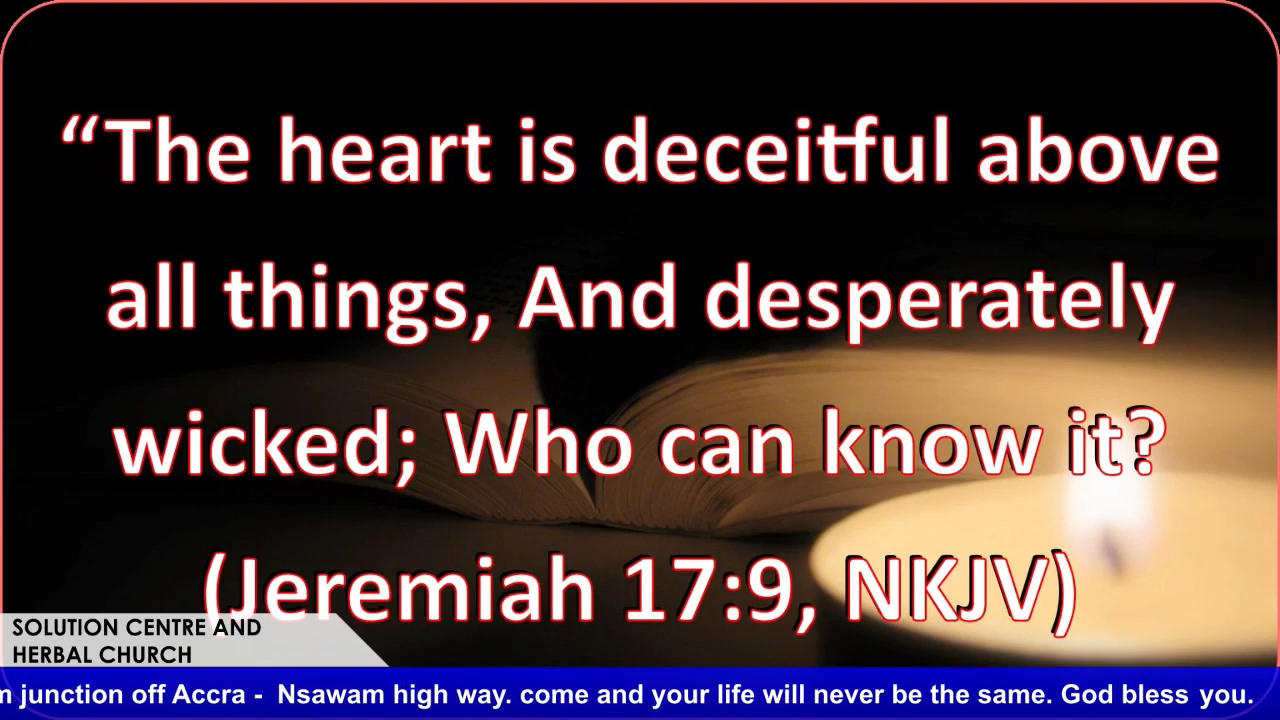 “The heart is deceitful above
all things, And desperately
wicked; Who can know it?
(Jeremiah 17:9, NKJV)
SOLUTION CENTRE AND
HERBAL CHURCH
junction off Accra - Nsawam high way. come and your life will never be the same. God bless you.